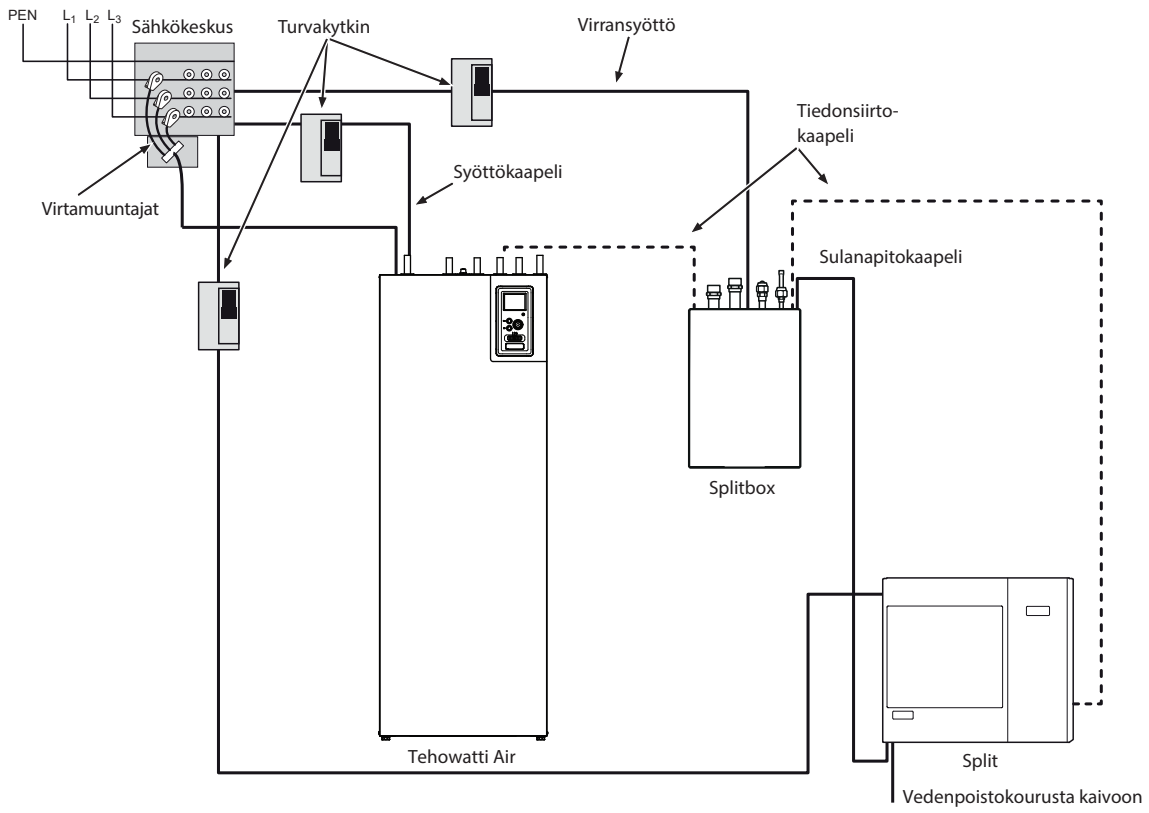 PEN L1 L2 L3
Sähkökeskus
Turvakytkin
Virransyöttö
Tiedonsiirto-
kaapeli
Syöttökaapeli
Virtamuuntajat
Sulanapitokaapeli
Splitbox
Tehowatti Air
Split
Vedenpoistokourusta kaivoon